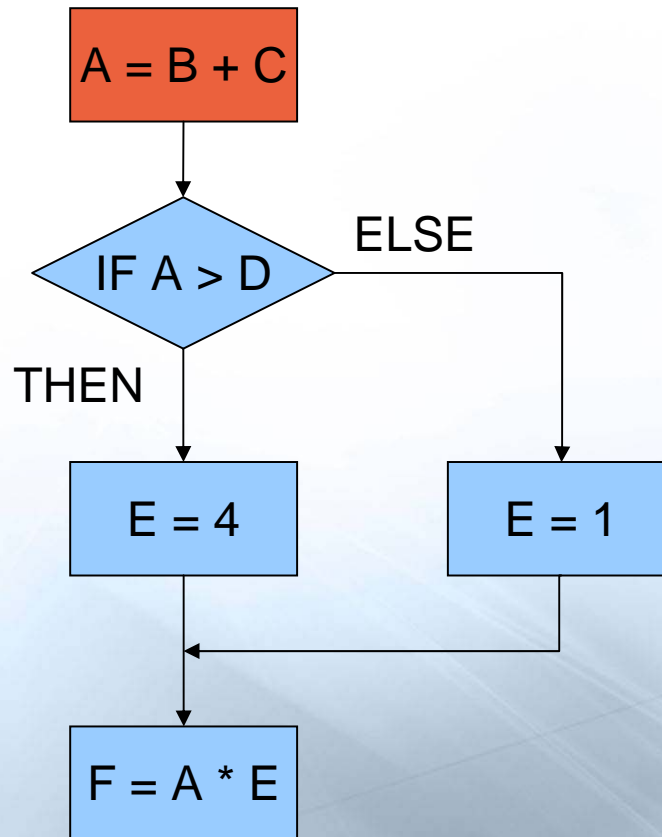 A = B + C
IF A > D
ELSE
THEN
E = 4
E = 1
F = A * E